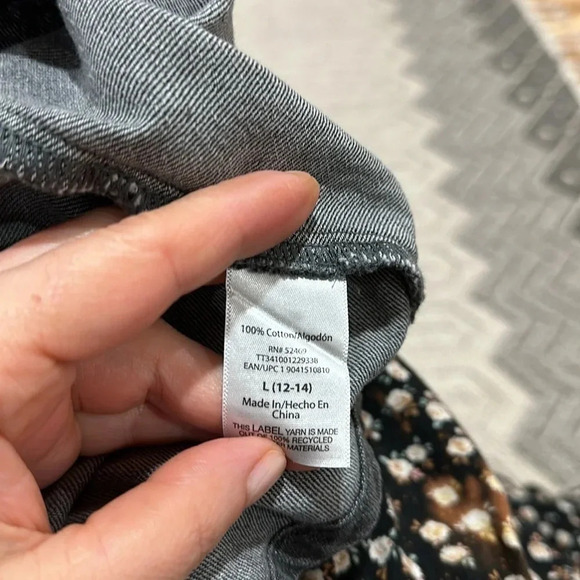 100% Cotton/Algodón
RN# 52469
TT341001229338
EAN/UPC 1 9041510810
L (12-14)
Made In/Hecho En
China
THIS LABEL YARN IS MADE
OUT OF 100% RECYCLED
MATERIALS